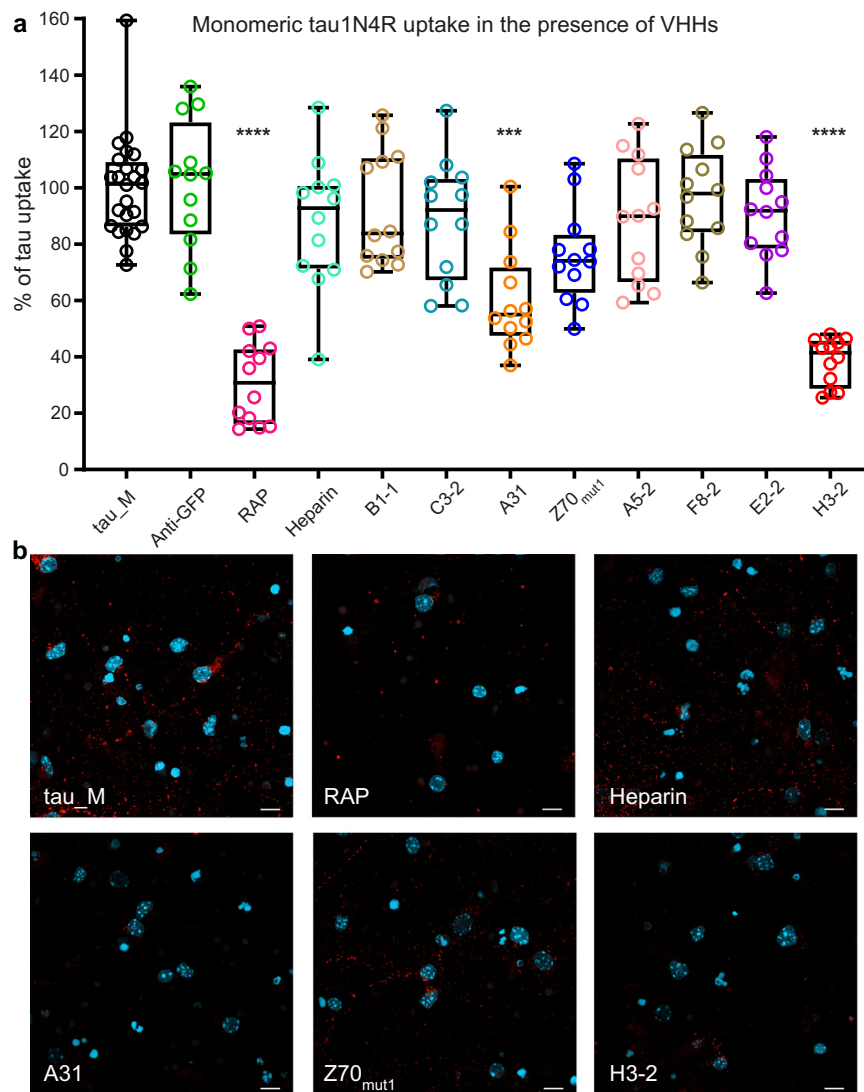 a
Monomeric tau1N4R uptake in the presence of VHHs
% of tau uptake
160
140
120
100
80
60
40
20
0
****
***
****
tau_M
Anti-GFP
RAP
Heparin
B1-1
C3-2
A31
Z70mut1
A5-2
F8-2
E2-2
H3-2
b
tau_M
RAP
Heparin
A31
Z70mut1
H3-2